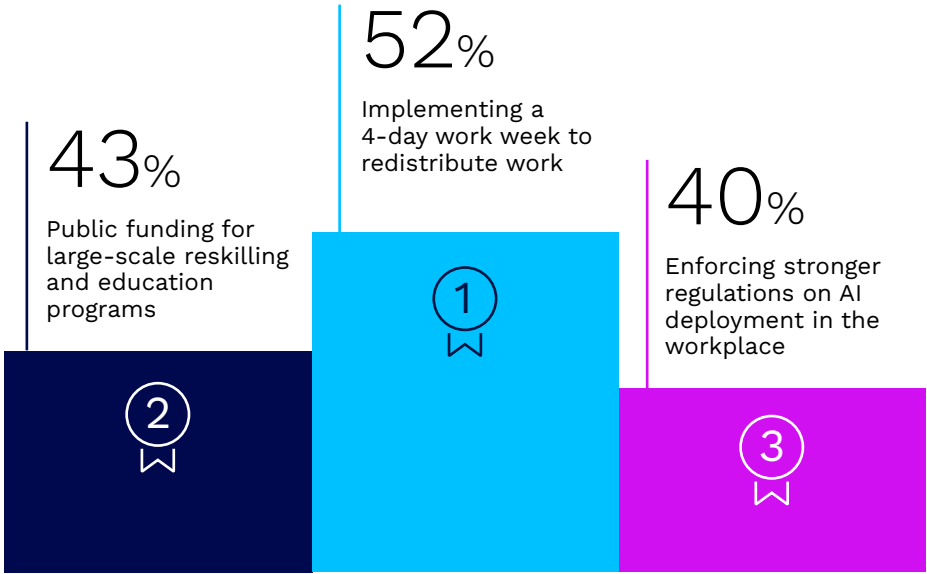 43%
Public funding for
large-scale reskilling
and education
programs
2
52%
Implementing a
4-day work week to
redistribute work
1
40%
Enforcing stronger
regulations on AI
deployment in the
workplace
3